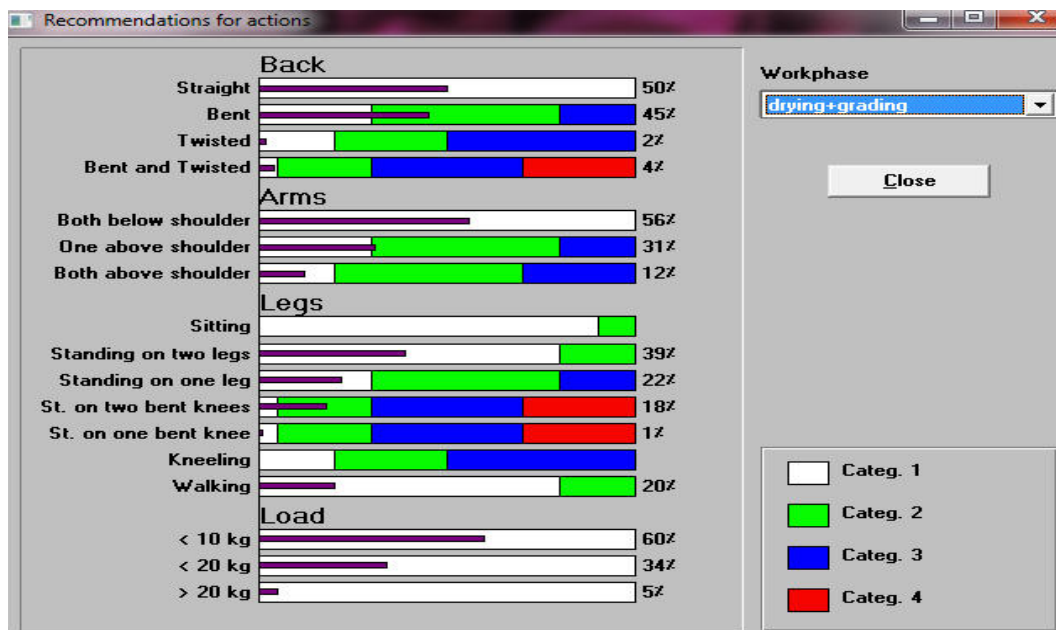 Recommendations for actions
Back
Straight 50%
Bent 45%
Twisted 2%
Bent and Twisted 4%
Arms
Both below shoulder 56%
One above shoulder 31%
Both above shoulder 12%
Legs
Sitting
Standing on two legs 39%
Standing on one leg 22%
St. on two bent knees 18%
St. on one bent knee 1%
Kneeling
Walking 20%
Load
< 10 kg 60%
< 20 kg 34%
> 20 kg 5%
Workphase
drying+grading
Close
Categ. 1
Categ. 2
Categ. 3
Categ. 4